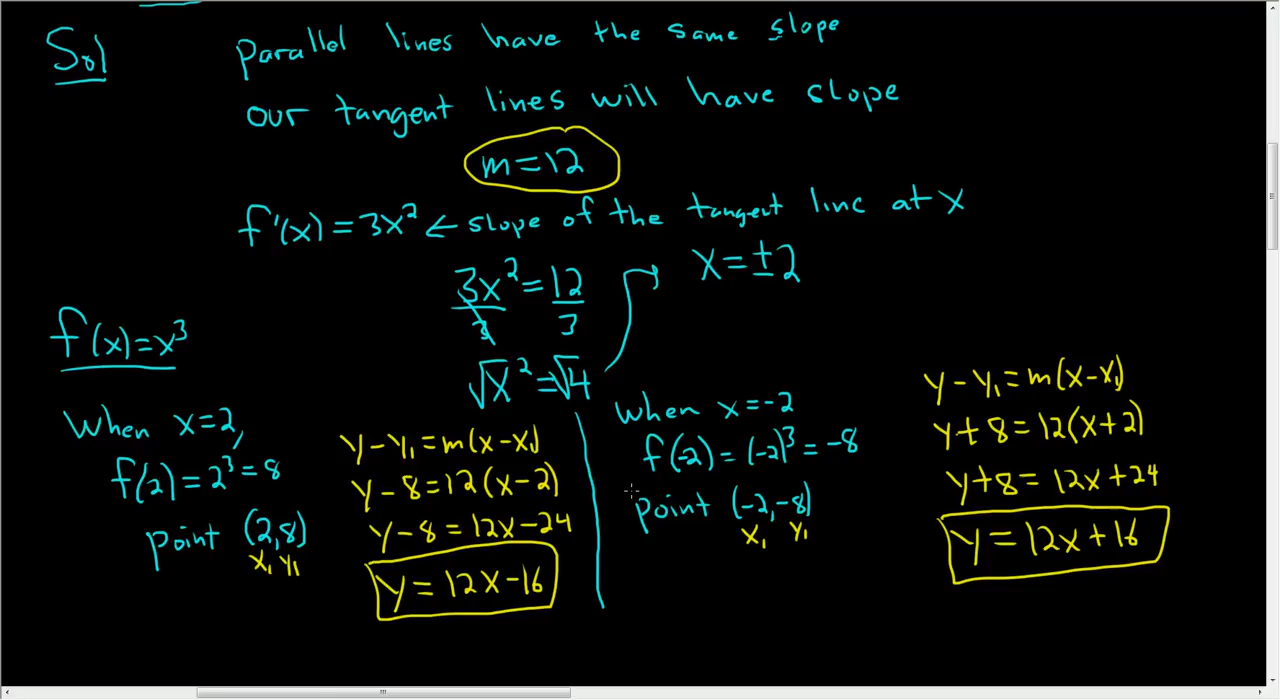 Sol
Parallel lines have the same slope
our tangent lines will have slope
m=12
f'(x) = 3x² ← slope of the tangent line at x
3x² = 12
3 3
√x² = √4
x = ±2
f(x) = x³
When x=2,
f(2) = 2³ = 8
point (2,8)
x₁ y₁
y - y₁ = m(x - x₁)
y - 8 = 12(x - 2)
y - 8 = 12x - 24
y = 12x - 16
when x = -2
f(-2) = (-2)³ = -8
point (-2,-8)
x₁ y₁
y - y₁ = m(x - x₁)
y + 8 = 12(x + 2)
y + 8 = 12x + 24
y = 12x + 16